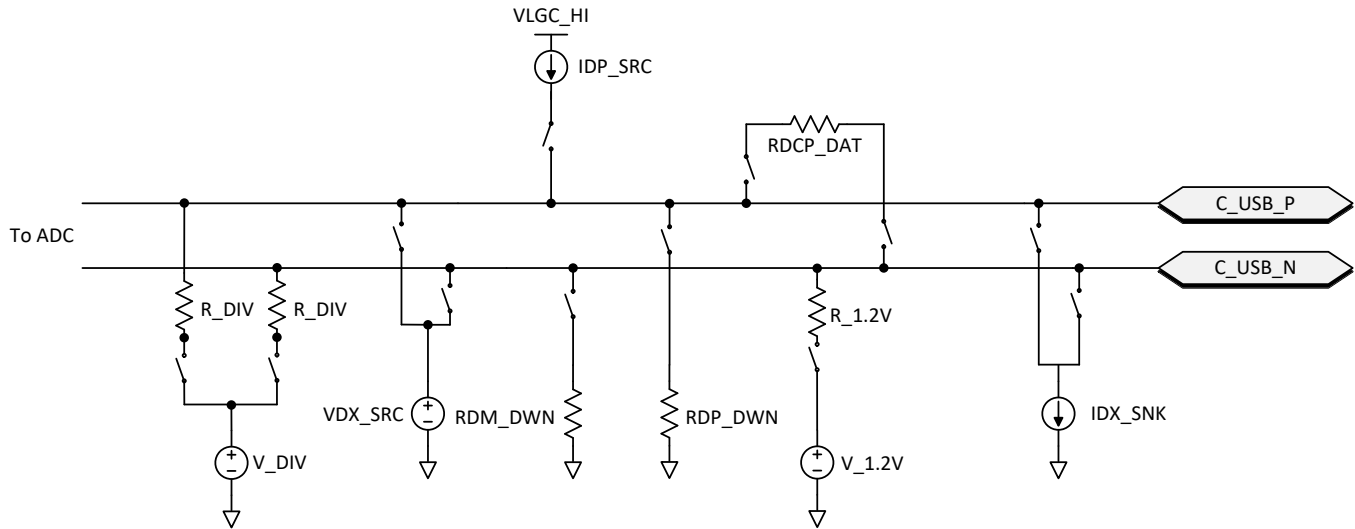 VLGC_HI
IDP_SRC
RDCP_DAT
C_USB_P
To ADC
C_USB_N
R_DIV
R_DIV
R_1.2V
VDX_SRC
RDM_DWN
RDP_DWN
IDX_SNK
V_DIV
V_1.2V